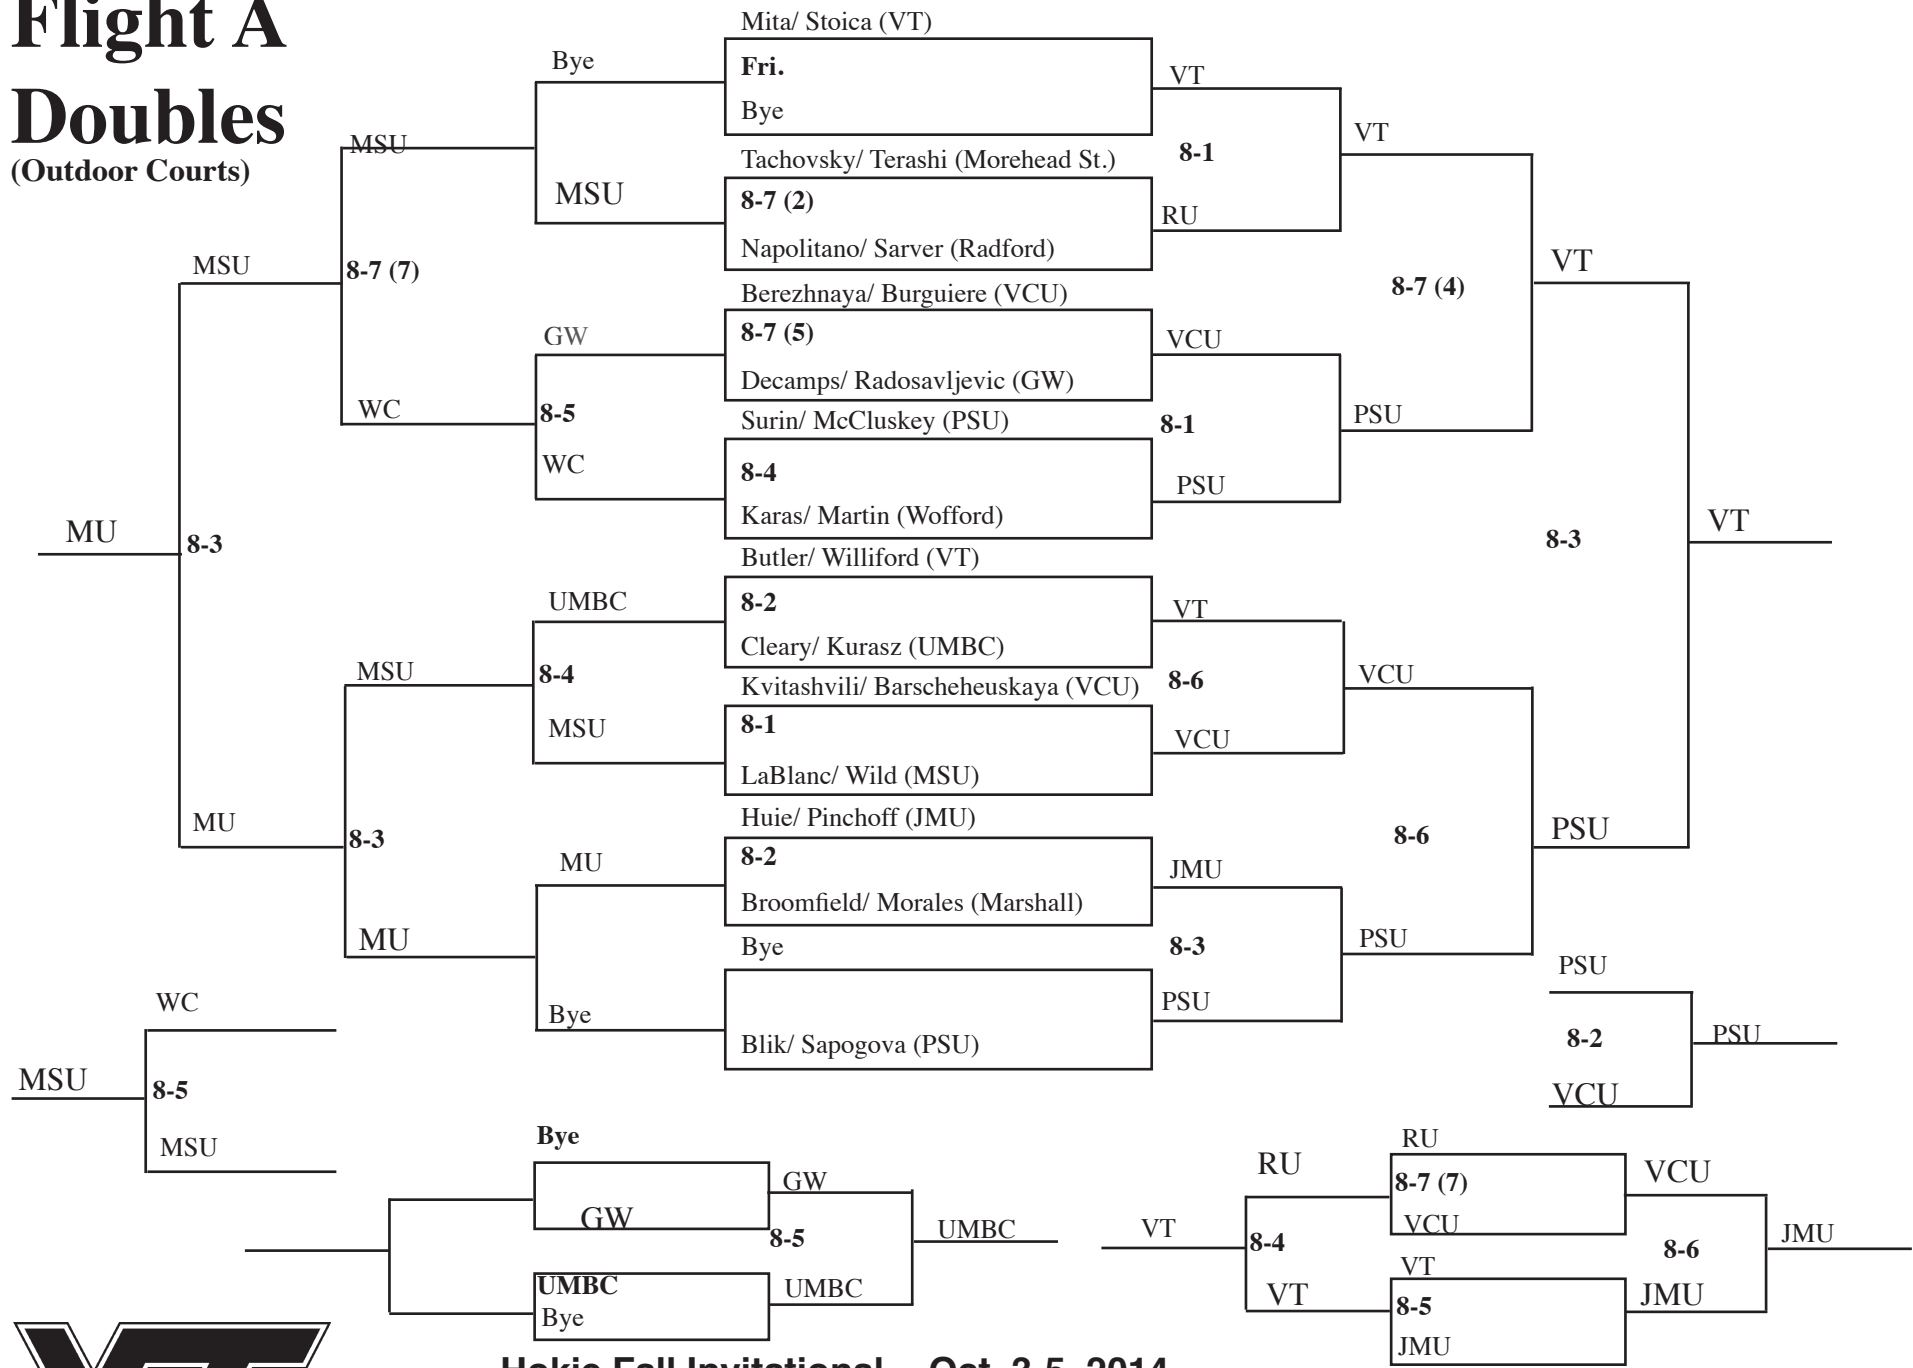 Flight A
Doubles
(Outdoor Courts)
Mita/ Stoica (VT)
Fri.
Bye
Tachovsky/ Terashi (Morehead St.)
8-7 (2)
Napolitano/ Sarver (Radford)
Berezhnaya/ Burguiere (VCU)
8-7 (5)
Decamps/ Radosavljevic (GW)
Surin/ McCluskey (PSU)
8-4
Karas/ Martin (Wofford)
Butler/ Williford (VT)
8-2
Cleary/ Kurasz (UMBC)
Kvitashvili/ Barscheheuskaya (VCU)
8-1
LaBlanc/ Wild (MSU)
Huie/ Pinchoff (JMU)
8-2
Broomfield/ Morales (Marshall)
Bye
Blik/ Sapogova (PSU)
VT
8-1
RU
VCU
8-1
PSU
VT
8-6
VCU
JMU
8-3
PSU
VT
8-7 (4)
PSU
VCU
8-6
PSU
VT
8-3
PSU
VT
Bye
MSU
GW
8-5
WC
UMBC
8-4
MSU
MU
Bye
MSU
8-7 (7)
WC
MSU
8-3
MU
MSU
8-3
MU
MU
WC
MSU
8-5
MSU
PSU
8-2
PSU
VCU
Bye
GW
GW
8-5
UMBC
UMBC
Bye
UMBC
RU
RU
8-7 (7)
VCU
VCU
VT
8-4
VT
VT
8-5
JMU
8-6
JMU
JMU
Hokie Fall Invitational – Oct. 3-5, 2014